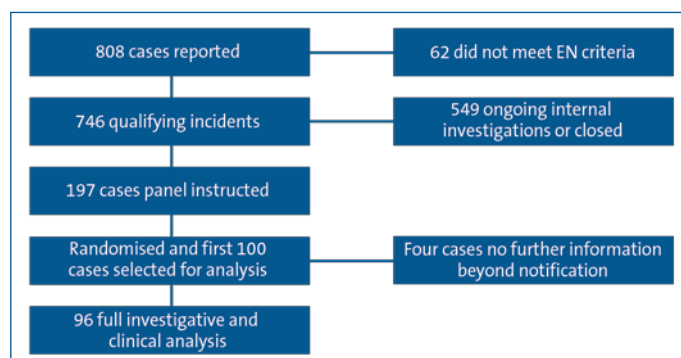 808 cases reported
62 did not meet EN criteria
746 qualifying incidents
549 ongoing internal
investigations or closed
197 cases panel instructed
Randomised and first 100
cases selected for analysis
Four cases no further information
beyond notification
96 full investigative and
clinical analysis